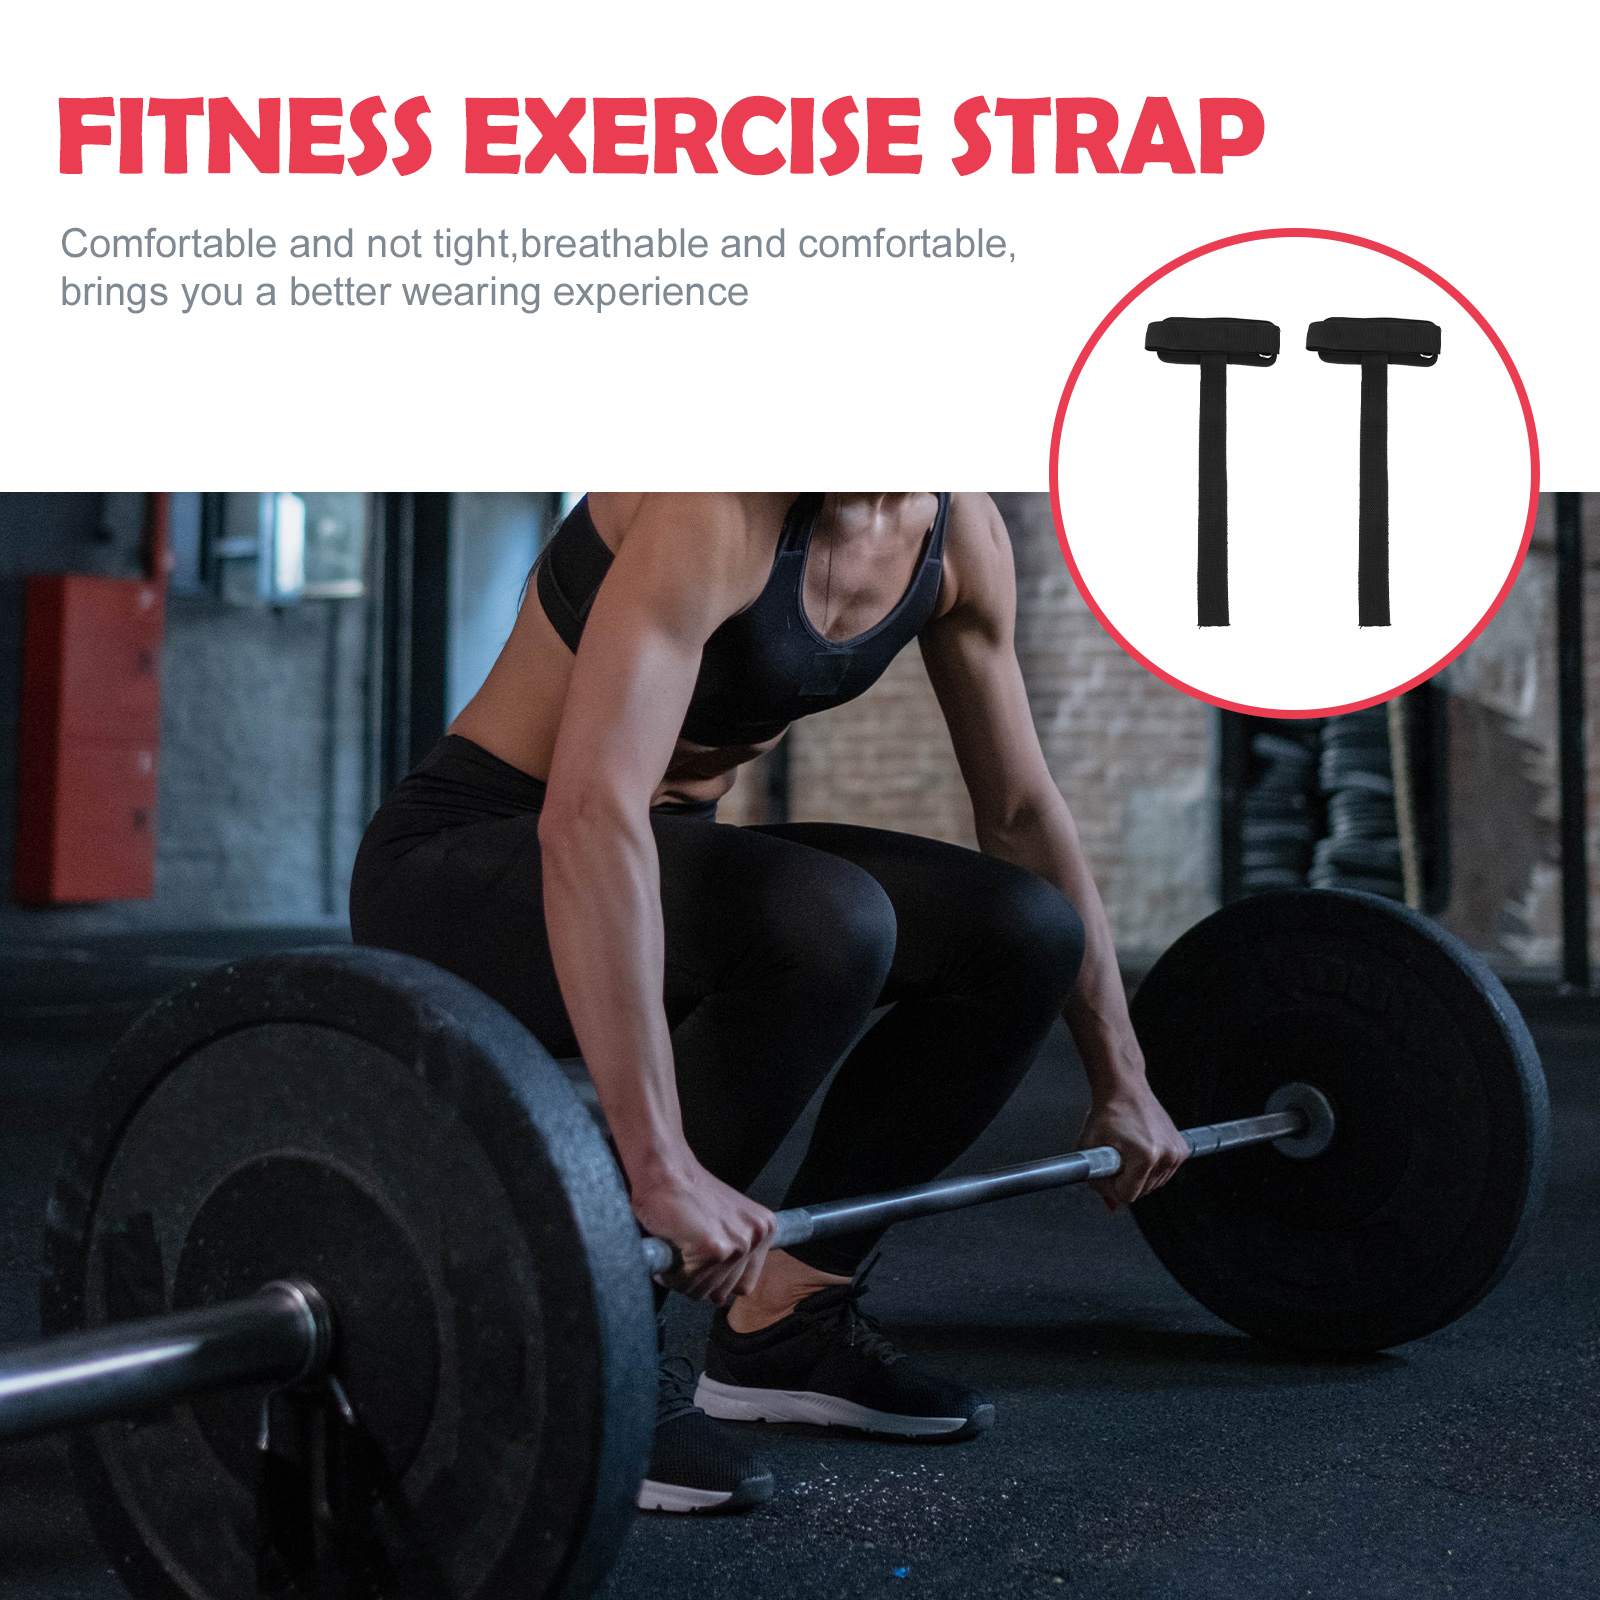 FITNESS EXERCISE STRAP
Comfortable and not tight,breathable and comfortable,
brings you a better wearing experience